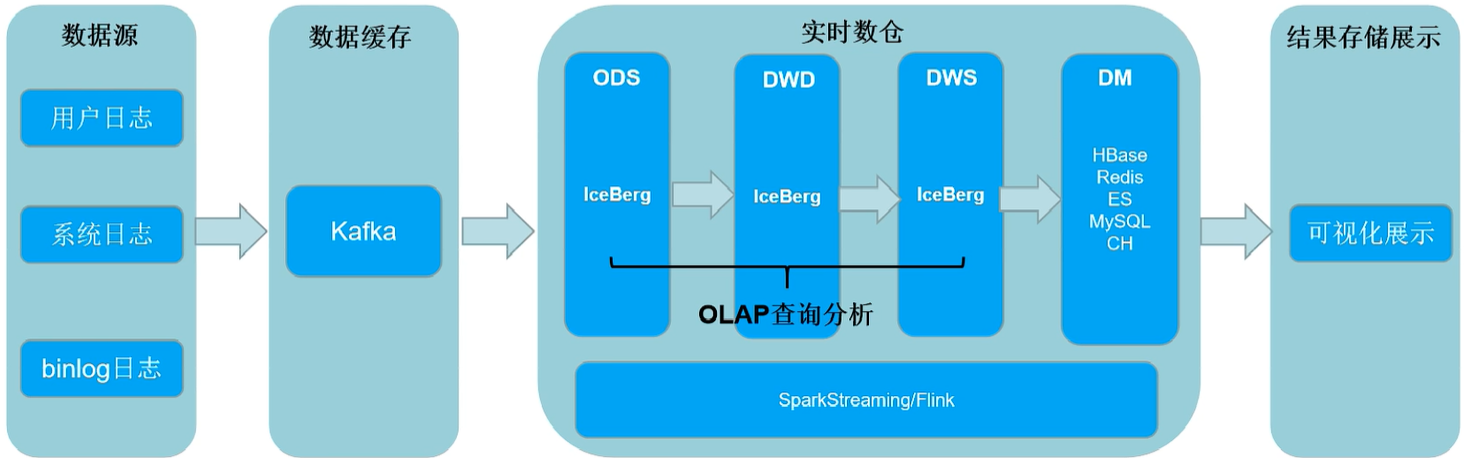 数据源
用户日志
系统日志
binlog日志
数据缓存
Kafka
实时数仓
ODS
IceBerg
DWD
IceBerg
DWS
IceBerg
DM
HBase
Redis
ES
MySQL
CH
OLAP查询分析
SparkStreaming/Flink
结果存储展示
可视化展示